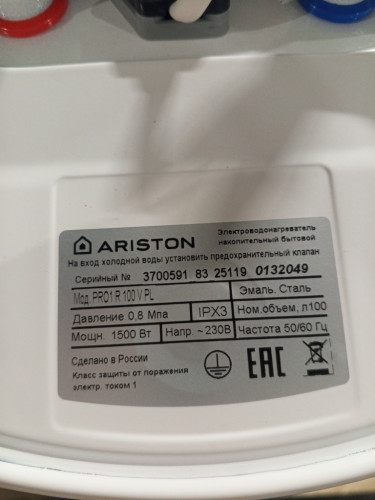 ARISTON
Электроводонагреватель
накопительный бытовой
На вход холодной воды установить предохранительный клапан
Серийный № 3700591 83 25119 0132049
Мод. PRO1 R 100 V PL
Эмаль. Сталь
Давление 0,8 Мпа
IPX3
Ном.объем. л100
Мощн. 1500 Вт
Напр. ~230В
Частота 50/60 Гц
Сделано в России
Класс защиты от поражения
электр. током 1
EAC